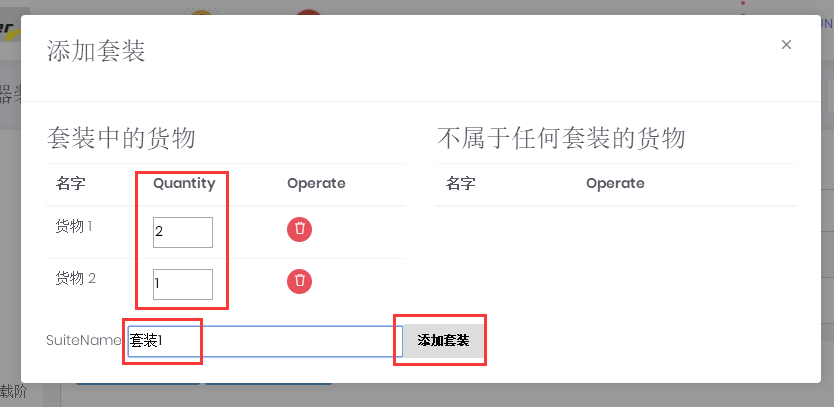 添加套装
×
套装中的货物
不属于任何套装的货物
名字 Quantity Operate
名字 Operate
货物 1 2
货物 2 1
SuiteName 套装1 添加套装
载阶